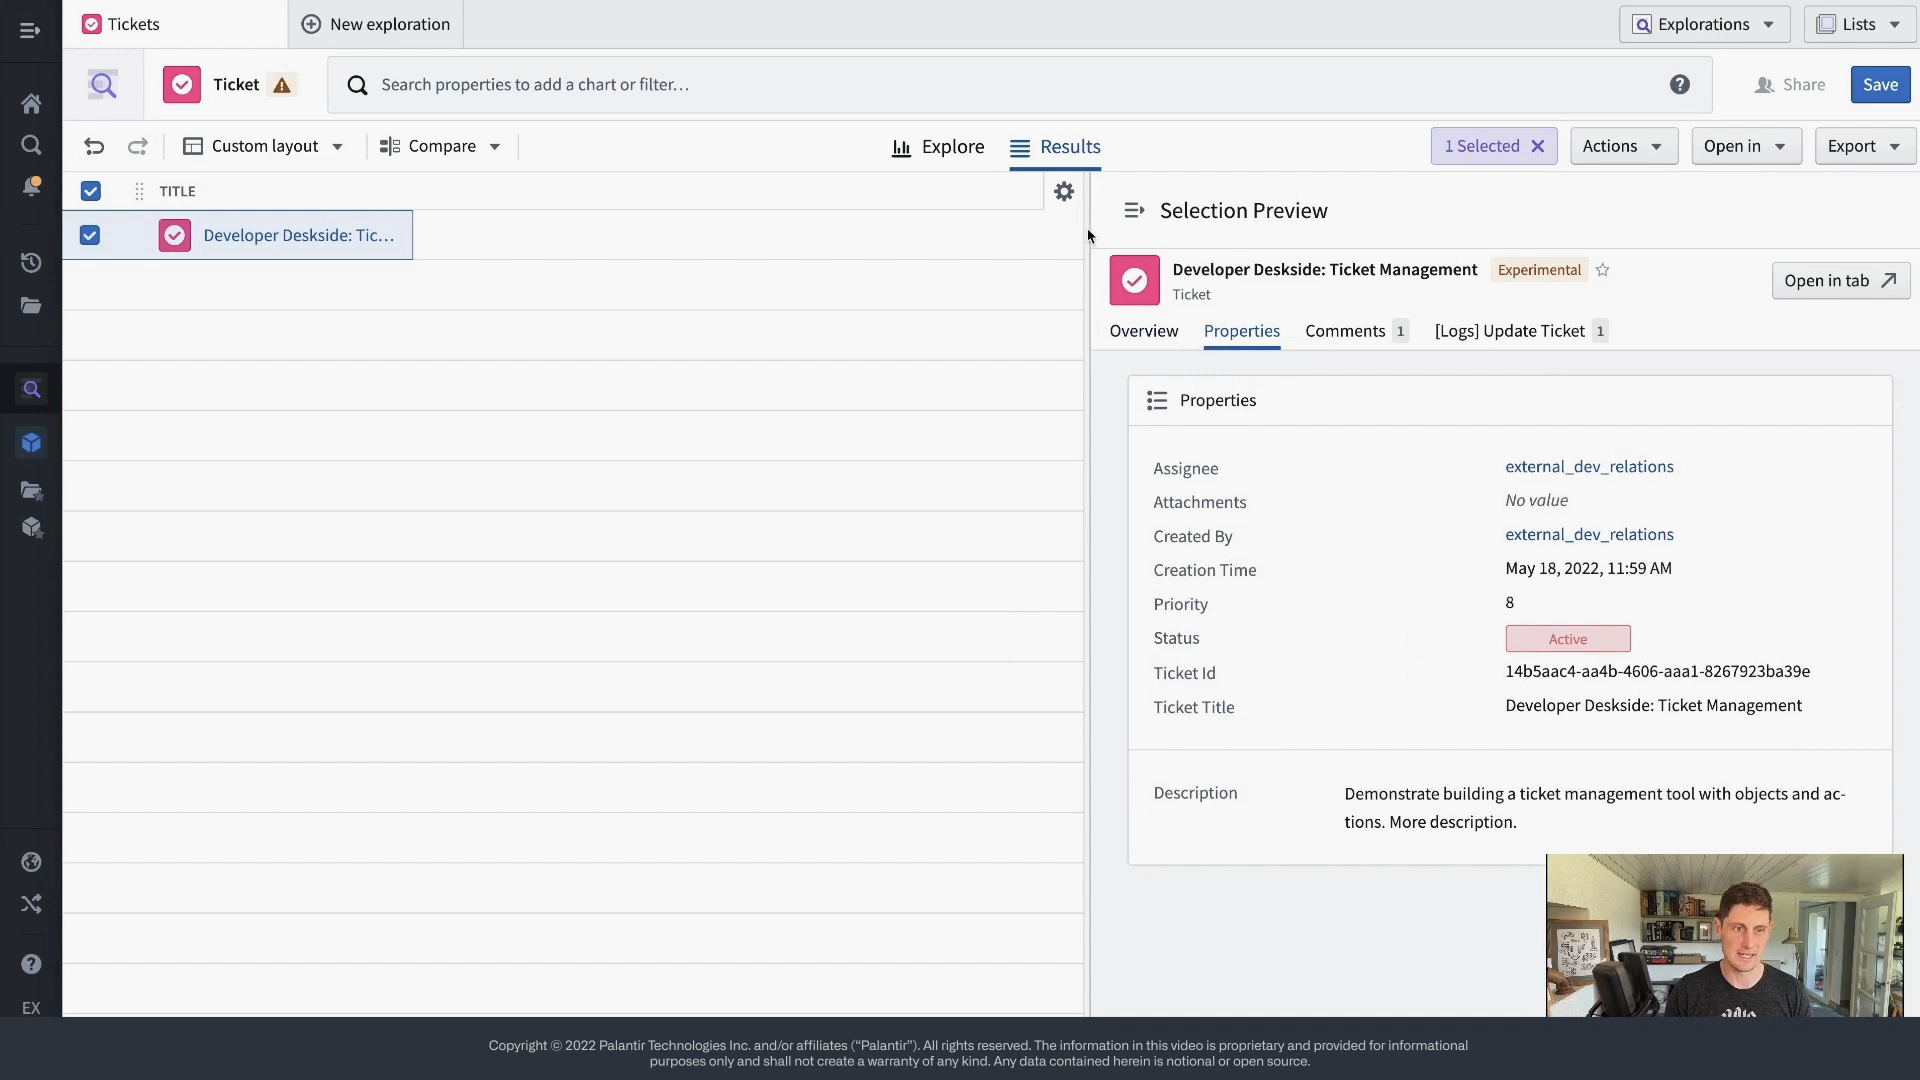 Tickets
New exploration
Explorations
Lists
Ticket
Search properties to add a chart or filter...
Share
Save
Custom layout
Compare
Explore
Results
1 Selected
Actions
Open in
Export
TITLE
Developer Deskside: Tic...
Selection Preview
Developer Deskside: Ticket Management
Experimental
Ticket
Open in tab
Overview
Properties
Comments 1
[Logs] Update Ticket 1
Properties
Assignee external_dev_relations
Attachments No value
Created By external_dev_relations
Creation Time May 18, 2022, 11:59 AM
Priority 8
Status Active
Ticket Id 14b5aac4-aa4b-4606-aaa1-8267923ba39e
Ticket Title Developer Deskside: Ticket Management
Description Demonstrate building a ticket management tool with objects and ac-
tions. More description.
EX
Copyright © 2022 Palantir Technologies Inc. and/or affiliates (“Palantir”). All rights reserved. The information in this video is proprietary and provided for informational
purposes only and shall not create a warranty of any kind. Any data contained herein is notional or open source.